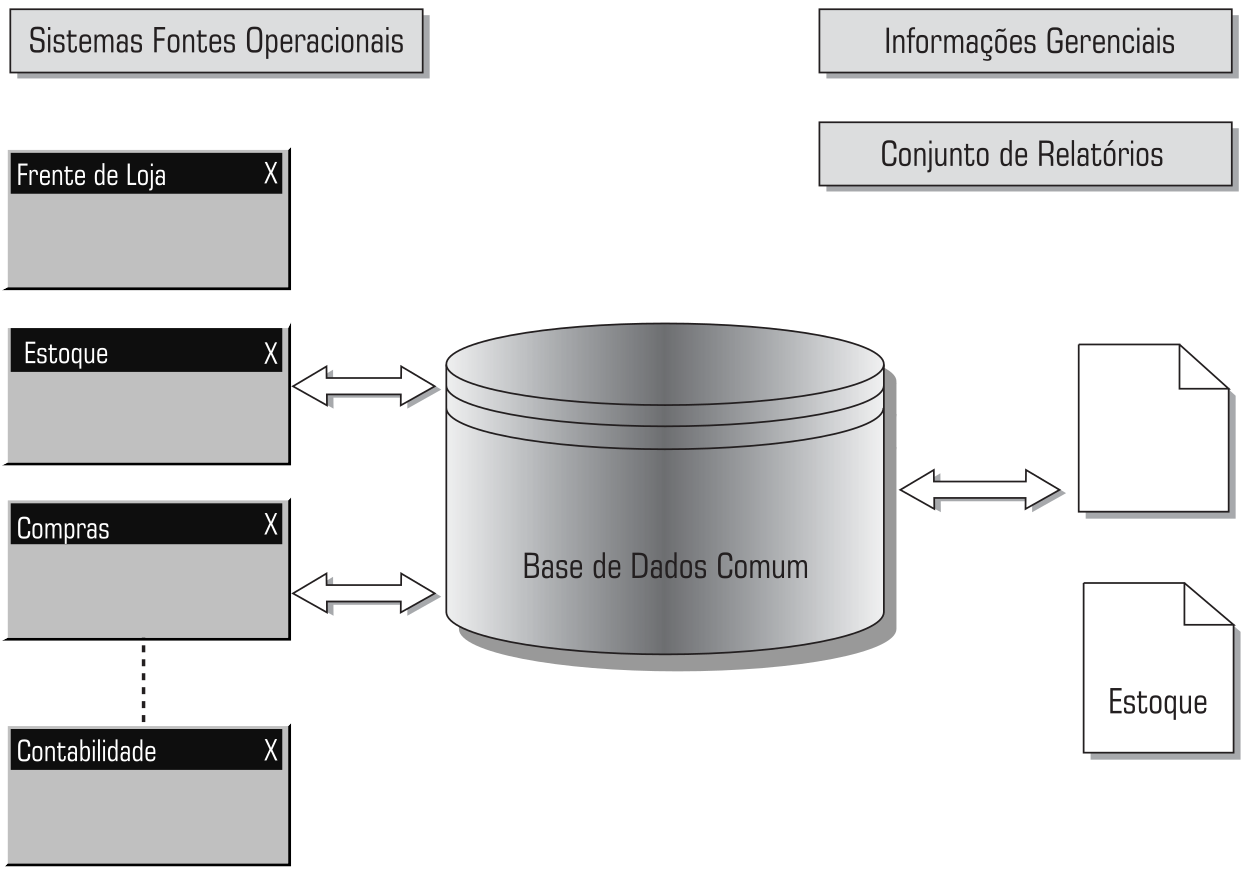 Sistemas Fontes Operacionais
Informações Gerenciais
Conjunto de Relatórios
Frente de Loja X
Estoque X
Compras X
Contabilidade X
Base de Dados Comum
Estoque